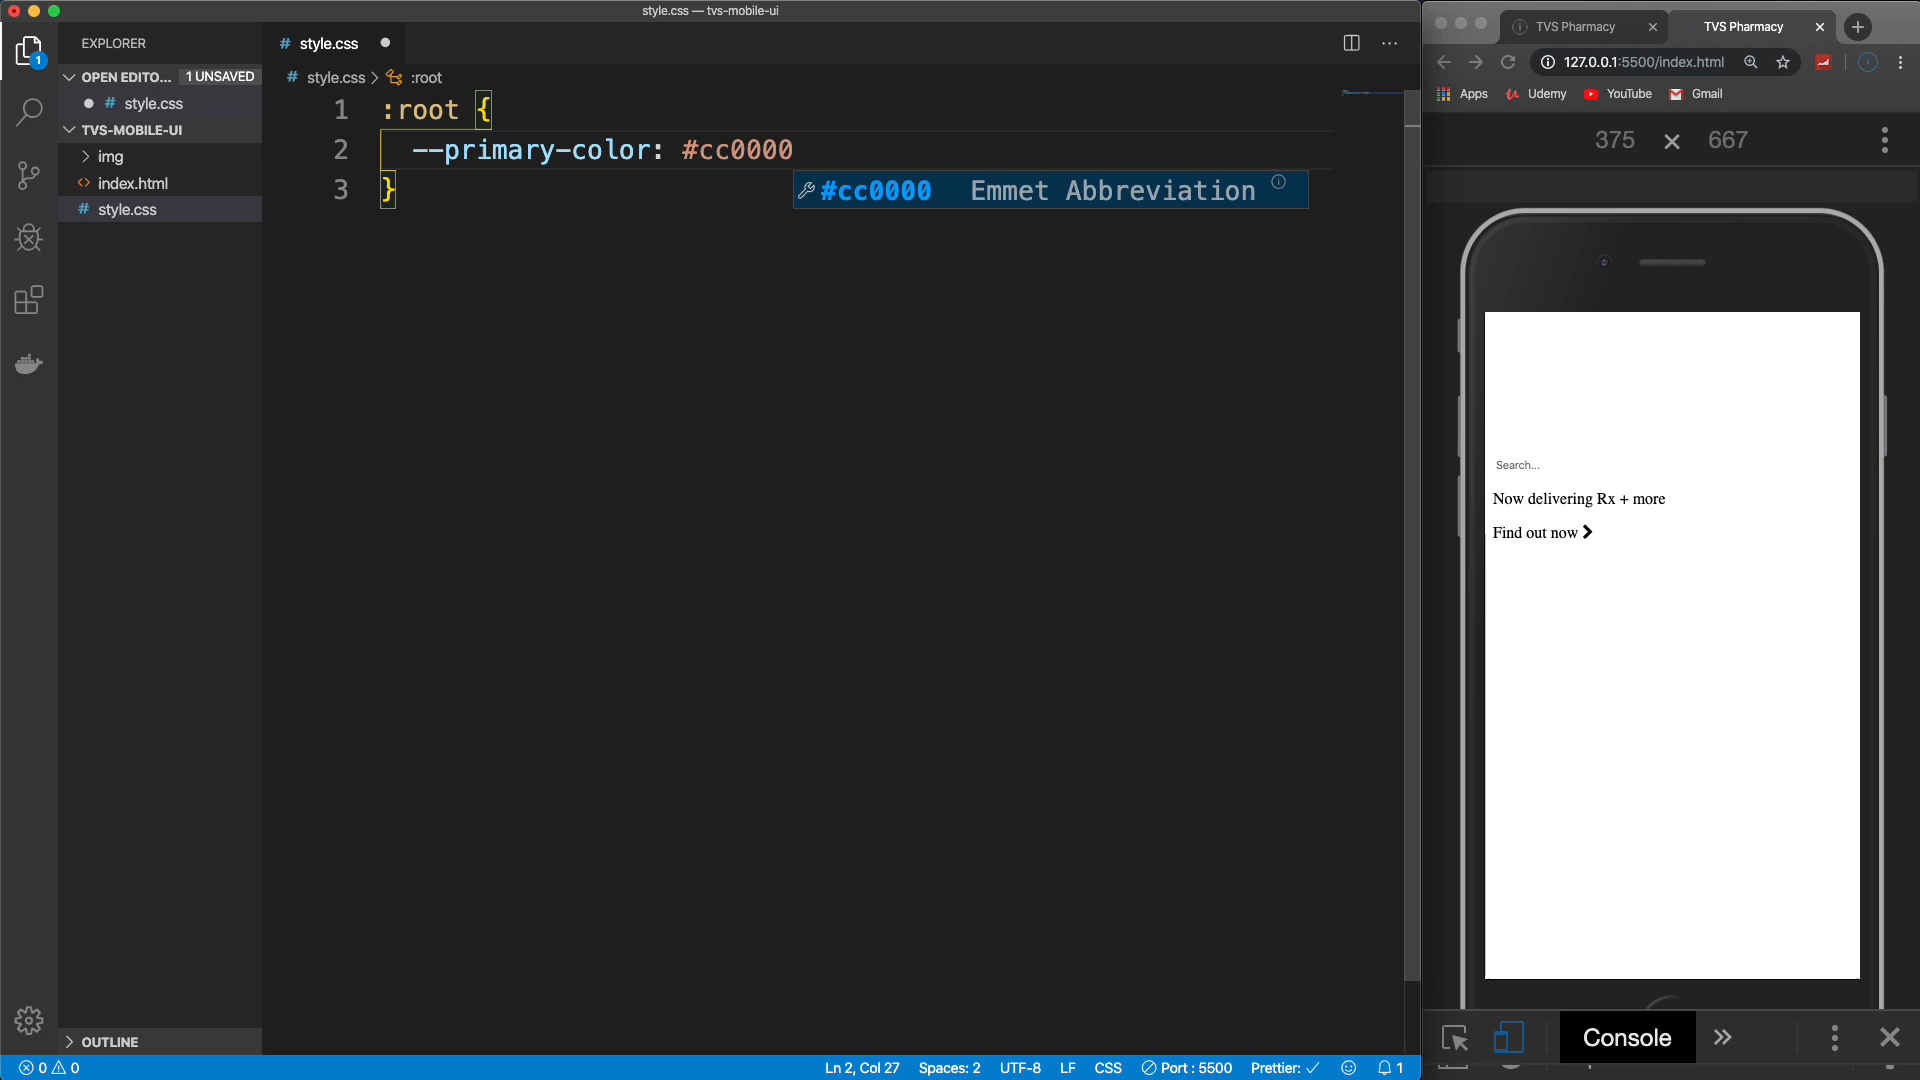 style.css — tvs-mobile-ui
EXPLORER
OPEN EDITO... 1 UNSAVED
# style.css
TVS-MOBILE-UI
img
<> index.html
# style.css
OUTLINE
1
# style.css
# style.css > :root
1 :root {
2 --primary-color: #cc0000
#cc0000 Emmet Abbreviation
3 }
0 0
Ln 2, Col 27
Spaces: 2
UTF-8
LF
CSS
Port : 5500
Prettier: ✓
1
TVS Pharmacy
TVS Pharmacy
127.0.0.1:5500/index.html
Apps
Udemy
YouTube
Gmail
375 × 667
Search...
Now delivering Rx + more
Find out now
Console